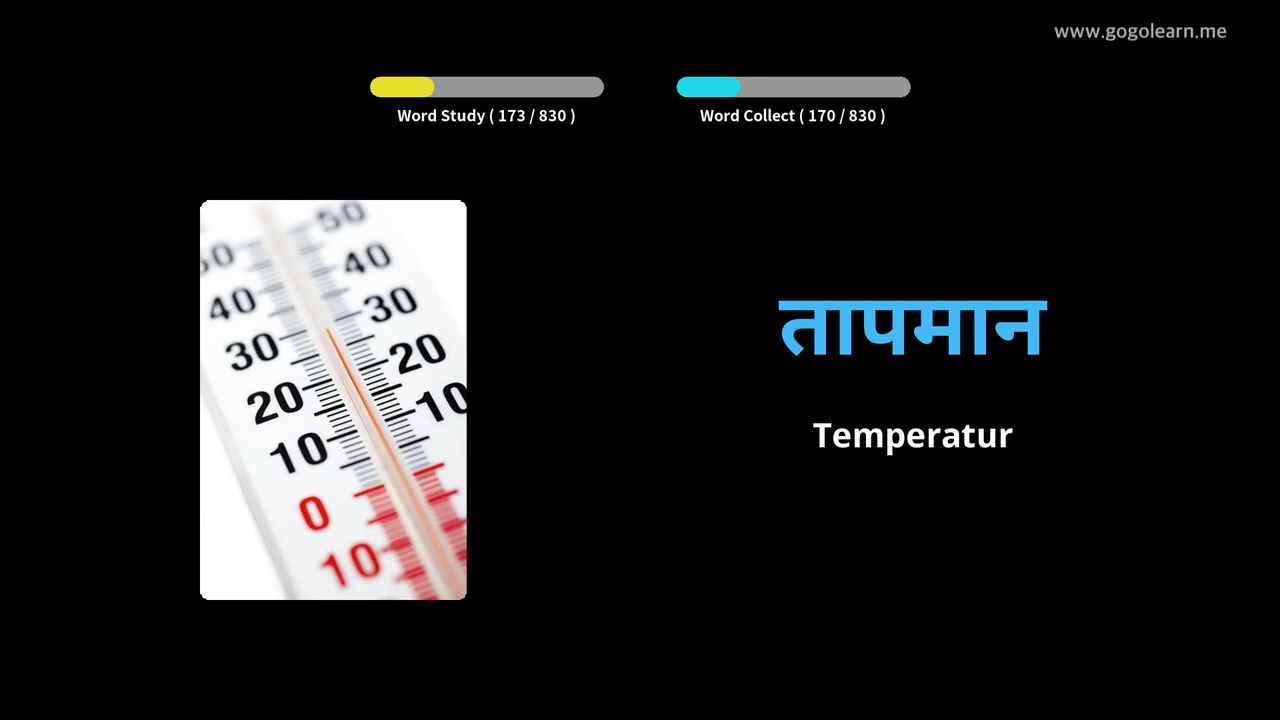 www.gogolearn.me
Word Study ( 173 / 830 )
Word Collect ( 170 / 830 )
50
50 40
40 30
30 20
20 10
10
0
10
तापमान
Temperatur